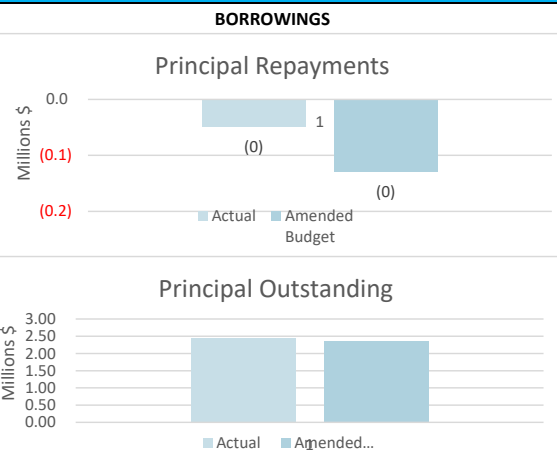 BORROWINGS
Principal Repayments
Millions $
0.0
(0.1)
(0.2)
1
(0)
(0)
Actual Amended
Budget
Principal Outstanding
Millions $
3.00
2.50
2.00
1.50
1.00
0.50
0.00
1
Actual Amended...